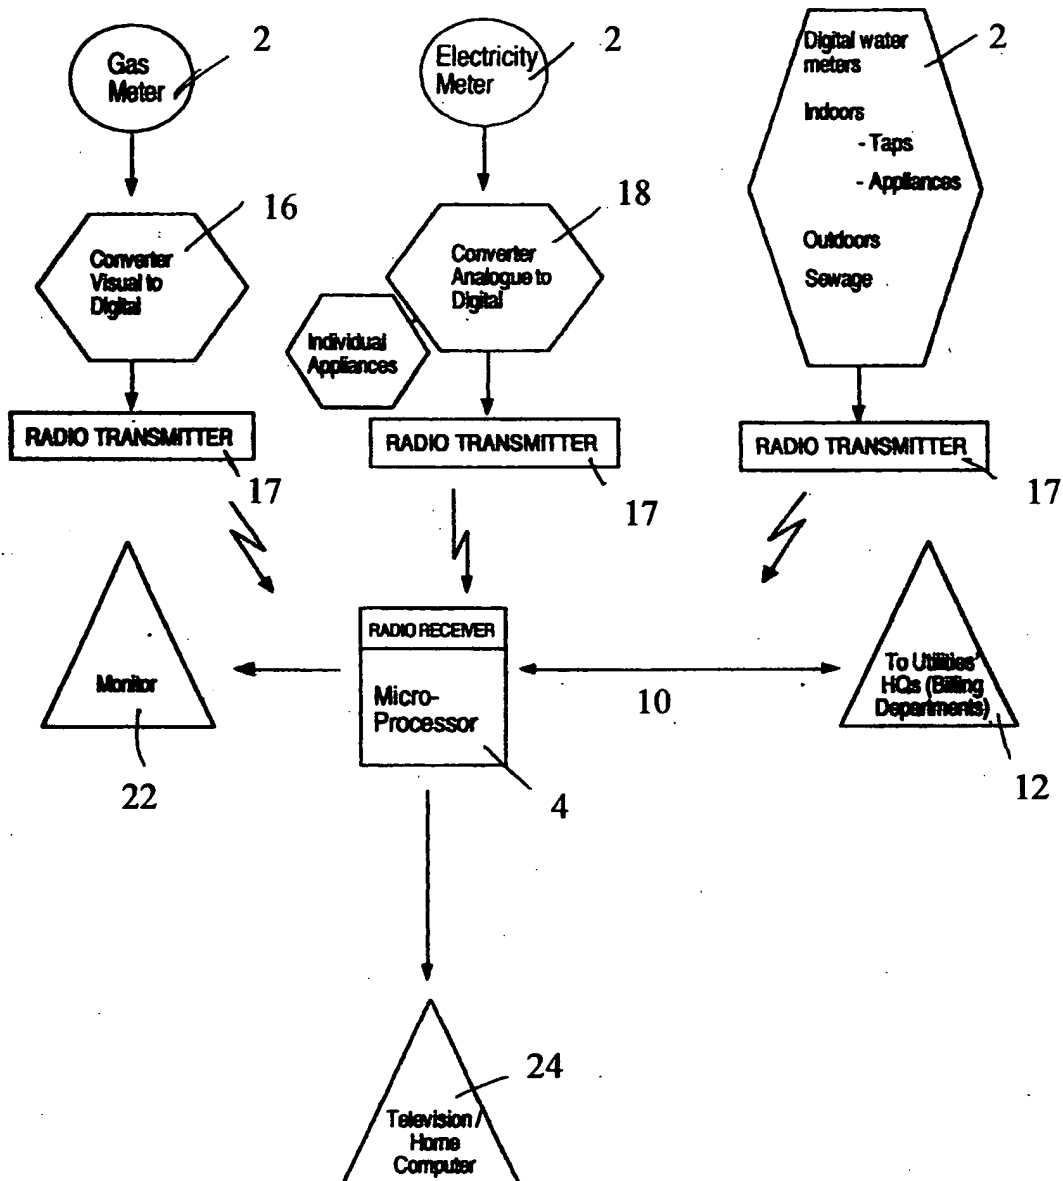 Gas
Meter
2
Electricity
Meter
2
Digital water
meters
Indoors
- Taps
- Appliances
Outdoors
Sewage
2
Converter
Visual to
Digital
16
Converter
Analogue to
Digital
18
Individual
Appliances
RADIO TRANSMITTER
17
RADIO TRANSMITTER
17
RADIO TRANSMITTER
17
Monitor
22
RADIO RECEIVER
Micro-
Processor
4
10
To Utilities'
HQs (Billing
Departments)
12
24
Television /
Home
Computer